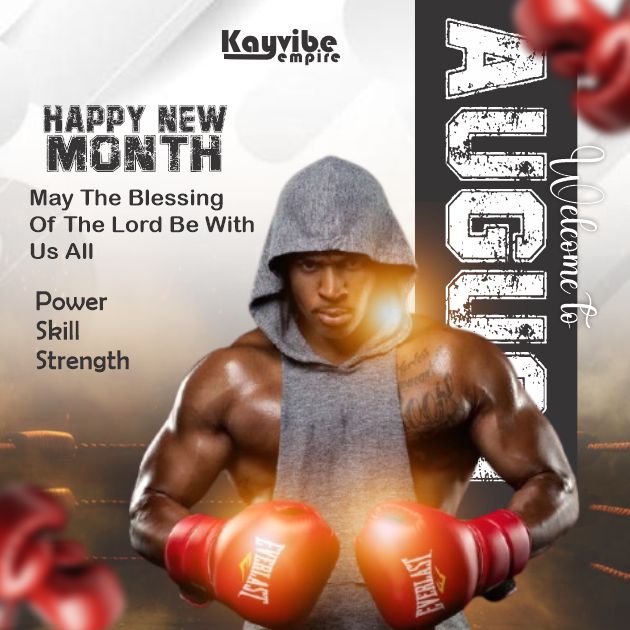 Kayvibe
empire
HAPPY NEW
MONTH
May The Blessing
Of The Lord Be With
Us All
Power
Skill
Strength
Welcome to
AUGUST
EVERLAST
EVERLAST